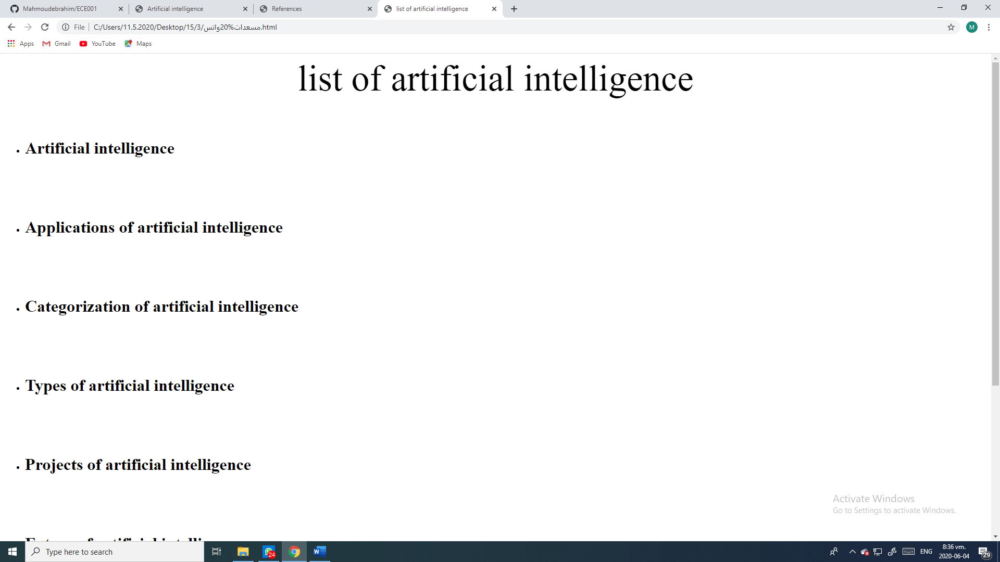 Mahmoudebrahim/ECE001
Artificial intelligence
References
list of artificial intelligence
File
C:/Users/11.5.2020/Desktop/15/3/مسعدات%20واتس.html
M
Apps
Gmail
YouTube
Maps
list of artificial intelligence
• Artificial intelligence
• Applications of artificial intelligence
• Categorization of artificial intelligence
• Types of artificial intelligence
• Projects of artificial intelligence
Activate Windows
Go to Settings to activate Windows.
of artificial
Type here to search
24
ENG
8:36 vm.
2020-06-04
29